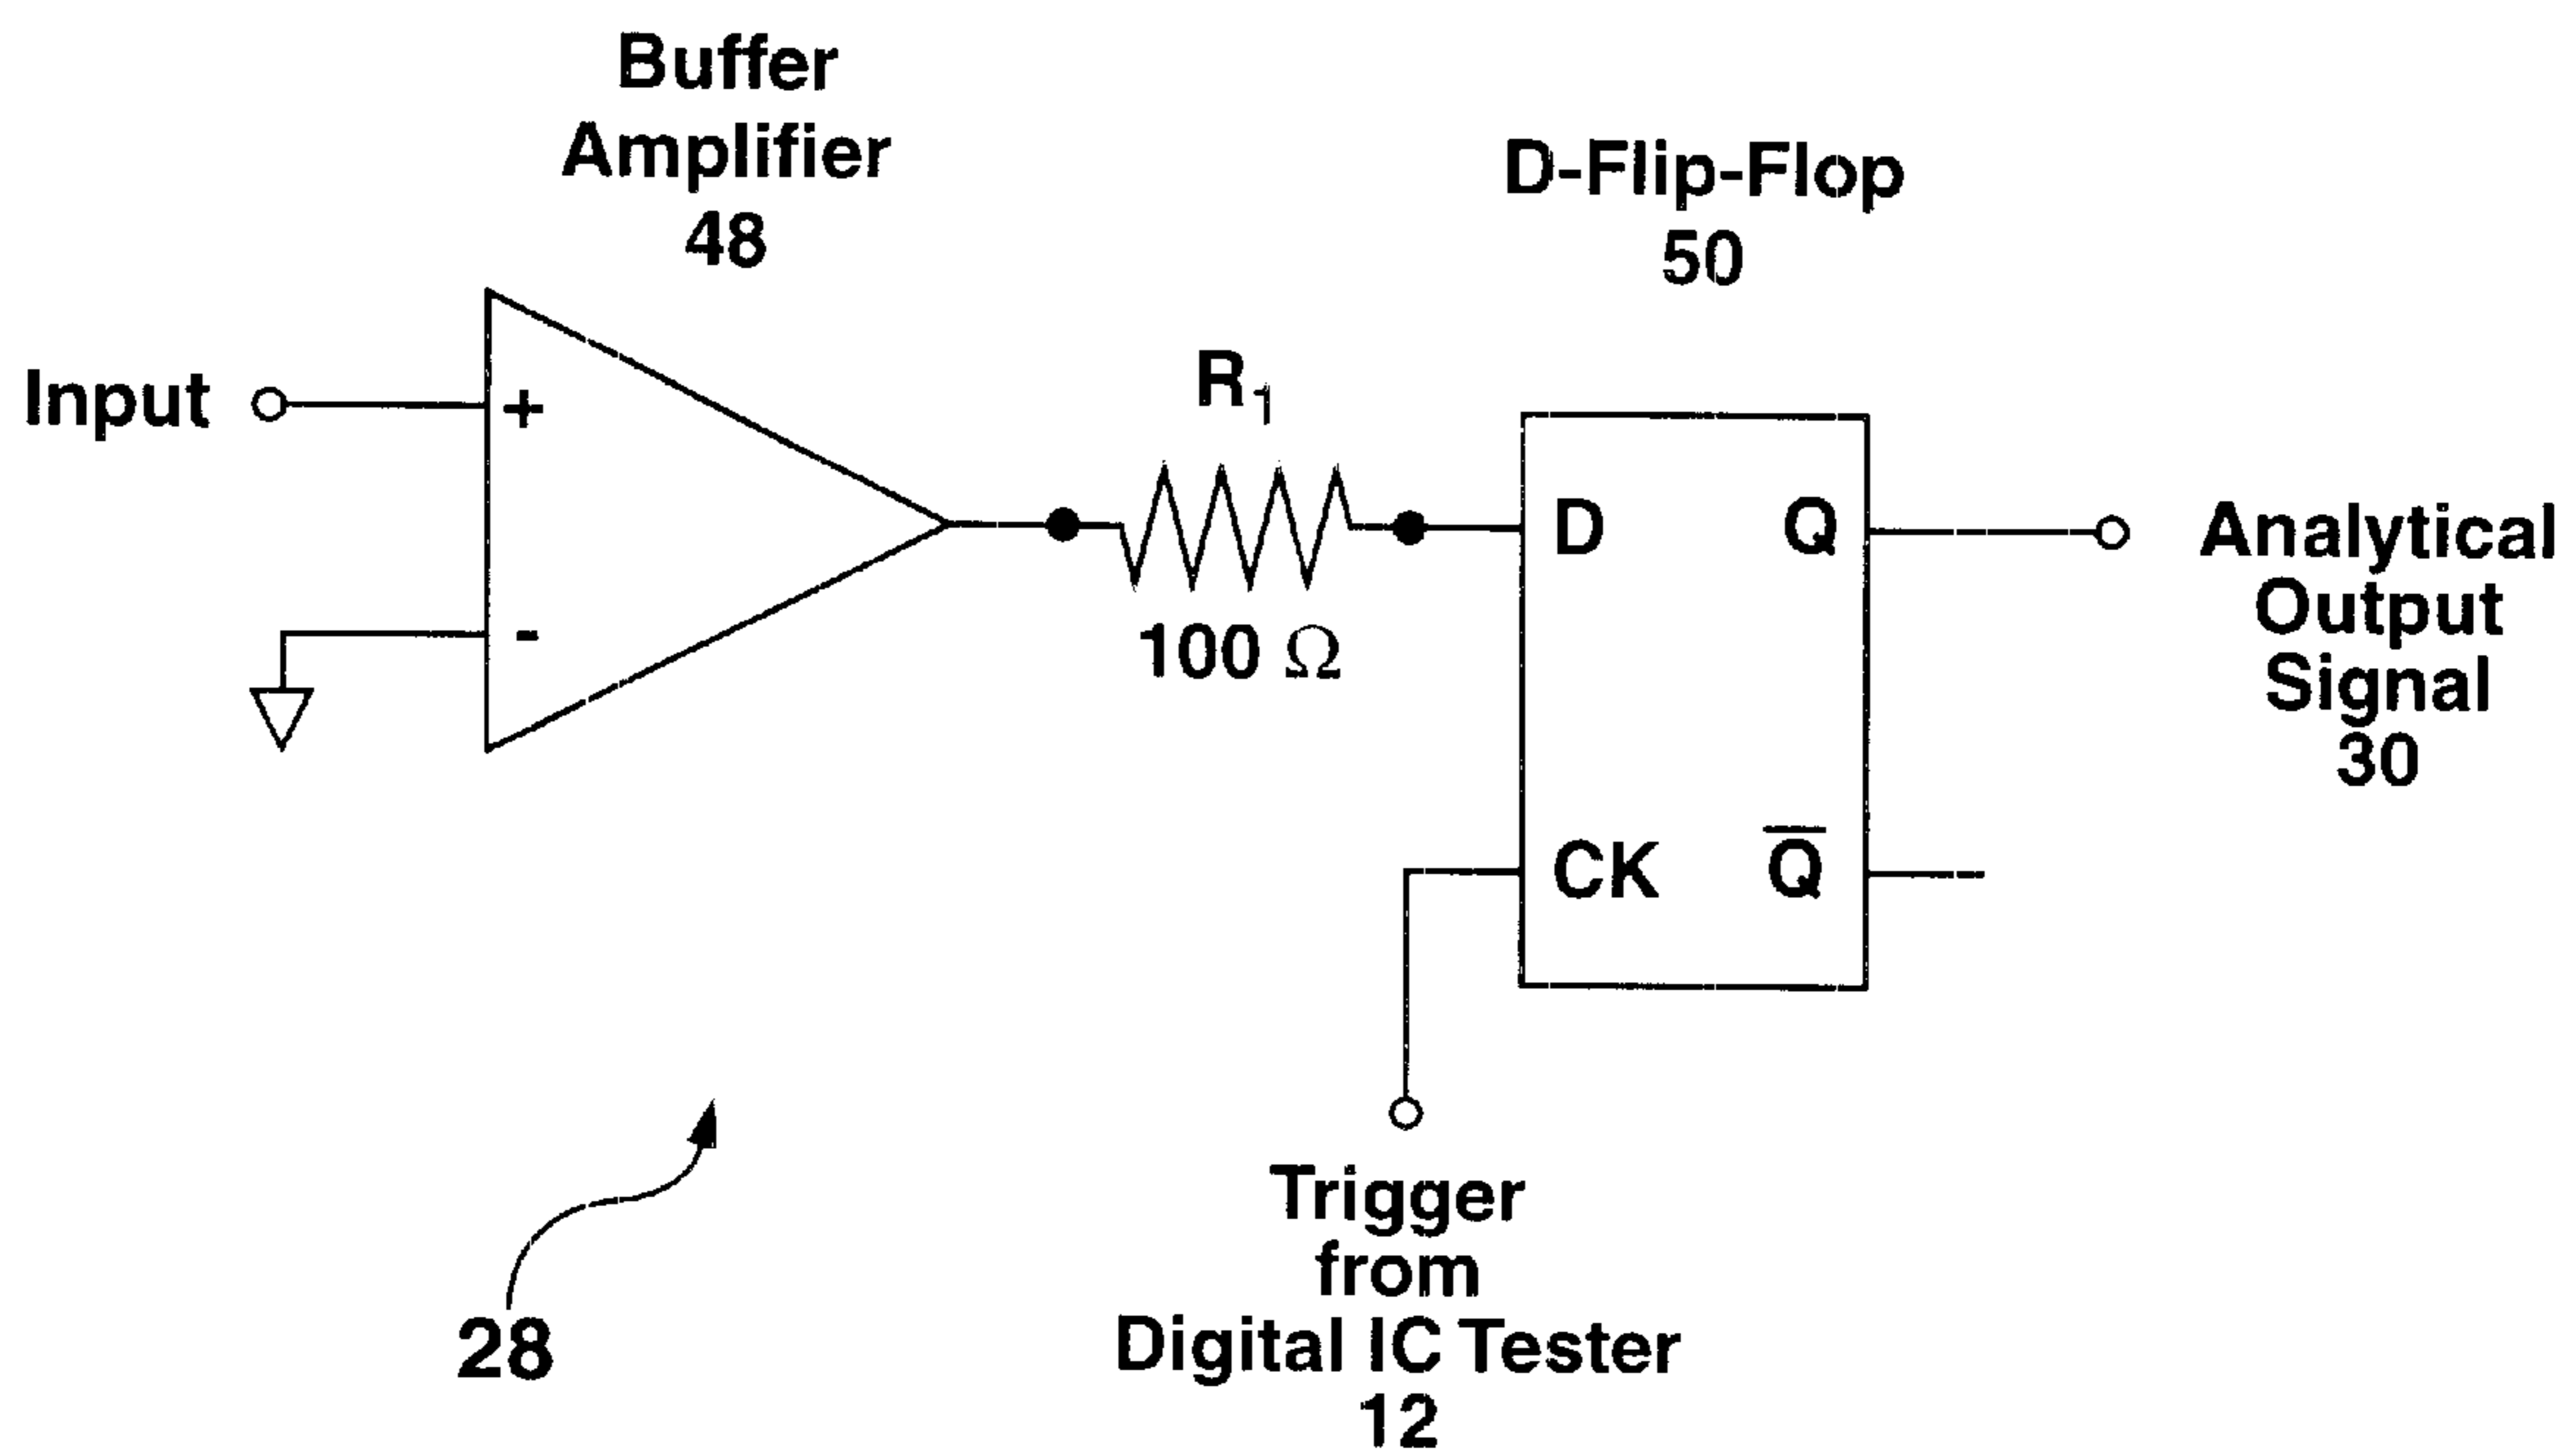 Buffer
Amplifier
48
D-Flip-Flop
50
Input
+
-
R1
100 Ω
D
Q
CK
Q̅
Analytical
Output
Signal
30
Trigger
from
Digital IC Tester
12
28